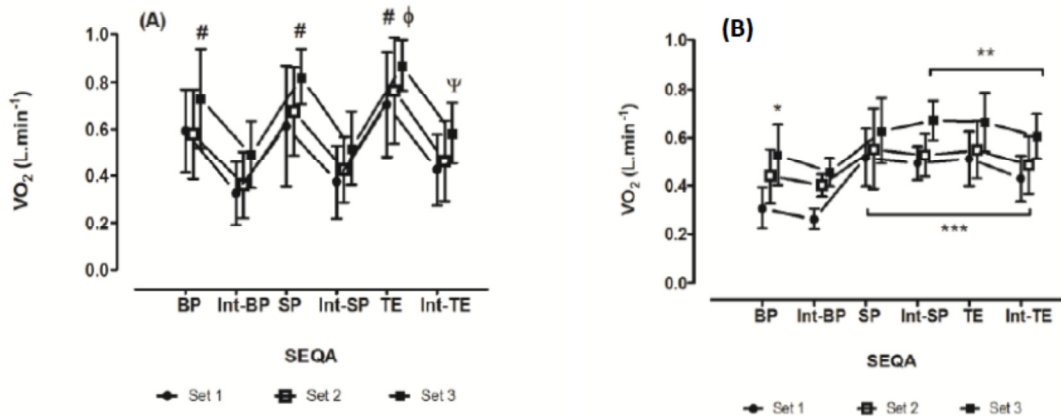 (A) # # # ϕ
1.0
0.8
0.6
0.4
0.2
0.0
VO2 (L.min-1)
Ψ
BP Int-BP SP Int-SP TE Int-TE
SEQA
Set 1 Set 2 Set 3
(B)
1.0
0.8
0.6
0.4
0.2
0.0
VO2 (L.min-1)
**
*
***
BP Int-BP SP Int-SP TE Int-TE
SEQA
Set 1 Set 2 Set 3